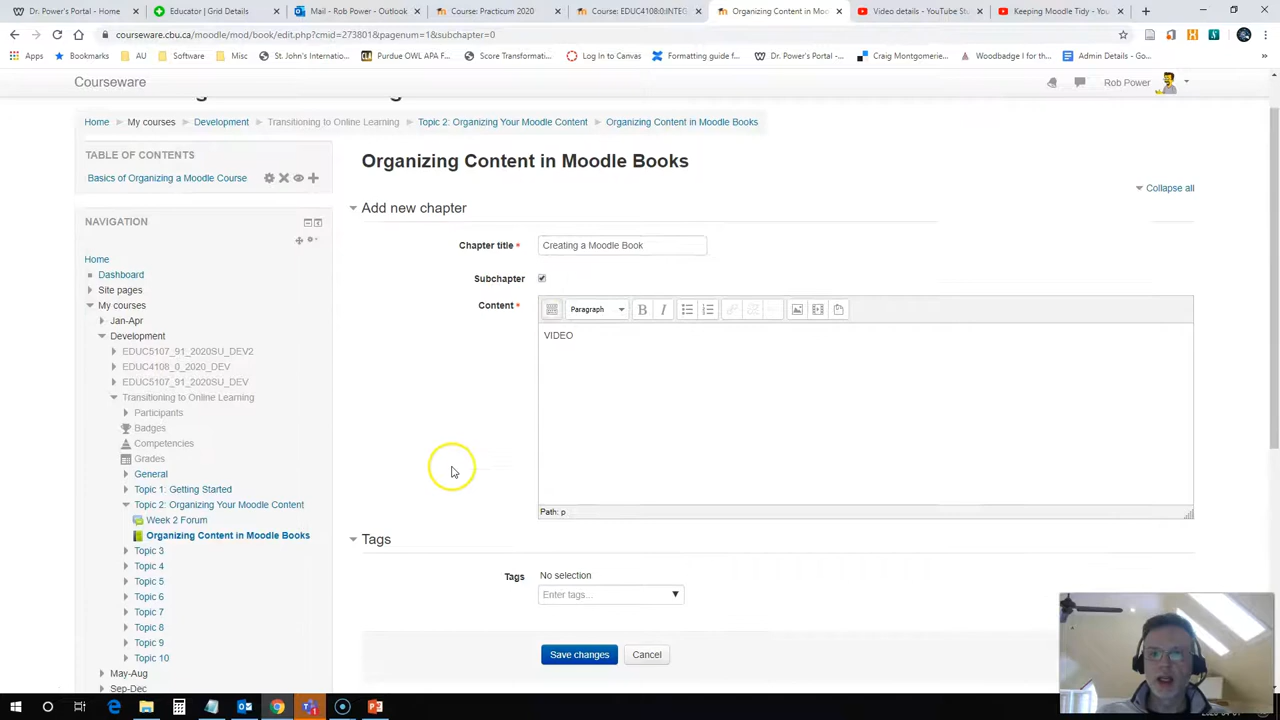 Dr. Power's Portal - Home
Educator | Grid Details
Mail - Rob Power - Outlook
Course: Practicum 2020
Course: EDUC4108:0:INTEG
Organizing Content in Moodle Bo
Video details - YouTube Stu
Keeping Moodle Tidy - YouT
courseware.cbu.ca/moodle/mod/book/edit.php?cmid=273801&pagenum=1&subchapter=0
Apps
Bookmarks
AU
Software
Misc
St. John's Internatio...
Purdue OWL APA F...
Score Transformatio...
Log In to Canvas
Formatting guide f...
Dr. Power's Portal -...
Craig Montgomerie...
Woodbadge I for th...
Admin Details - Go...
Courseware
Rob Power
Home
My courses
Development
Transitioning to Online Learning
Topic 2: Organizing Your Moodle Content
Organizing Content in Moodle Books
TABLE OF CONTENTS
Basics of Organizing a Moodle Course
Organizing Content in Moodle Books
Collapse all
Add new chapter
NAVIGATION
Chapter title
Creating a Moodle Book
Home
Dashboard
Site pages
My courses
Jan-Apr
Development
EDUC5107_91_2020SU_DEV2
EDUC4108_0_2020_DEV
EDUC5107_91_2020SU_DEV
Transitioning to Online Learning
Participants
Badges
Competencies
Grades
General
Topic 1: Getting Started
Topic 2: Organizing Your Moodle Content
Week 2 Forum
Organizing Content in Moodle Books
Topic 3
Topic 4
Topic 5
Topic 6
Topic 7
Topic 8
Topic 9
Topic 10
May-Aug
Sep-Dec
Subchapter
Content
Paragraph
B
I
VIDEO
Path: p
Tags
Tags
No selection
Enter tags...
Save changes
Cancel